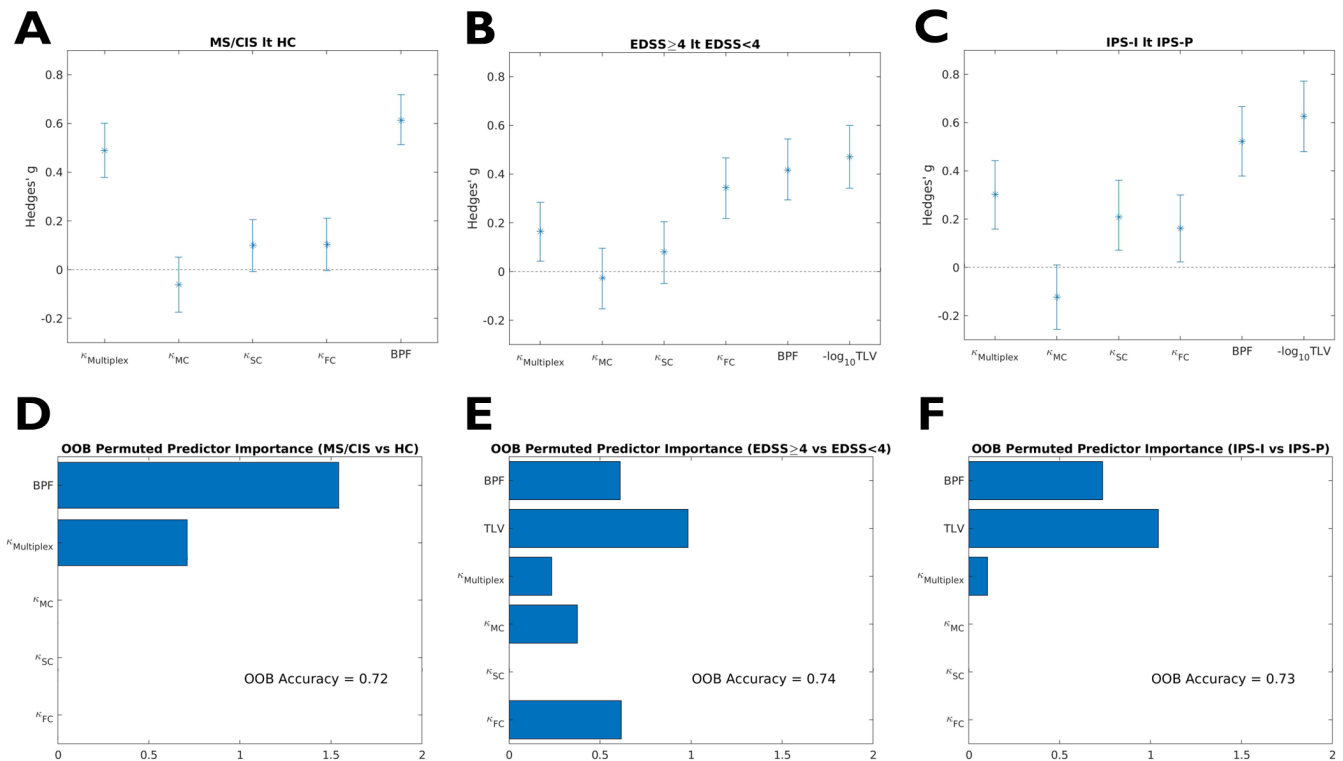 A
MS/CIS lt HC
Hedges' g
0.8
0.6
0.4
0.2
0
-0.2
κMultiplex
κMC
κSC
κFC
BPF
B
EDSS≥4 lt EDSS<4
Hedges' g
0.8
0.6
0.4
0.2
0
-0.2
κMultiplex
κMC
κSC
κFC
BPF
-log10TLV
C
IPS-I lt IPS-P
Hedges' g
0.8
0.6
0.4
0.2
0
-0.2
κMultiplex
κMC
κSC
κFC
BPF
-log10TLV
D
OOB Permuted Predictor Importance (MS/CIS vs HC)
BPF
κMultiplex
κMC
κSC
κFC
OOB Accuracy = 0.72
0
0.5
1
1.5
2
E
OOB Permuted Predictor Importance (EDSS≥4 vs EDSS<4)
BPF
TLV
κMultiplex
κMC
κSC
κFC
OOB Accuracy = 0.74
0
0.5
1
1.5
2
F
OOB Permuted Predictor Importance (IPS-I vs IPS-P)
BPF
TLV
κMultiplex
κMC
κSC
κFC
OOB Accuracy = 0.73
0
0.5
1
1.5
2